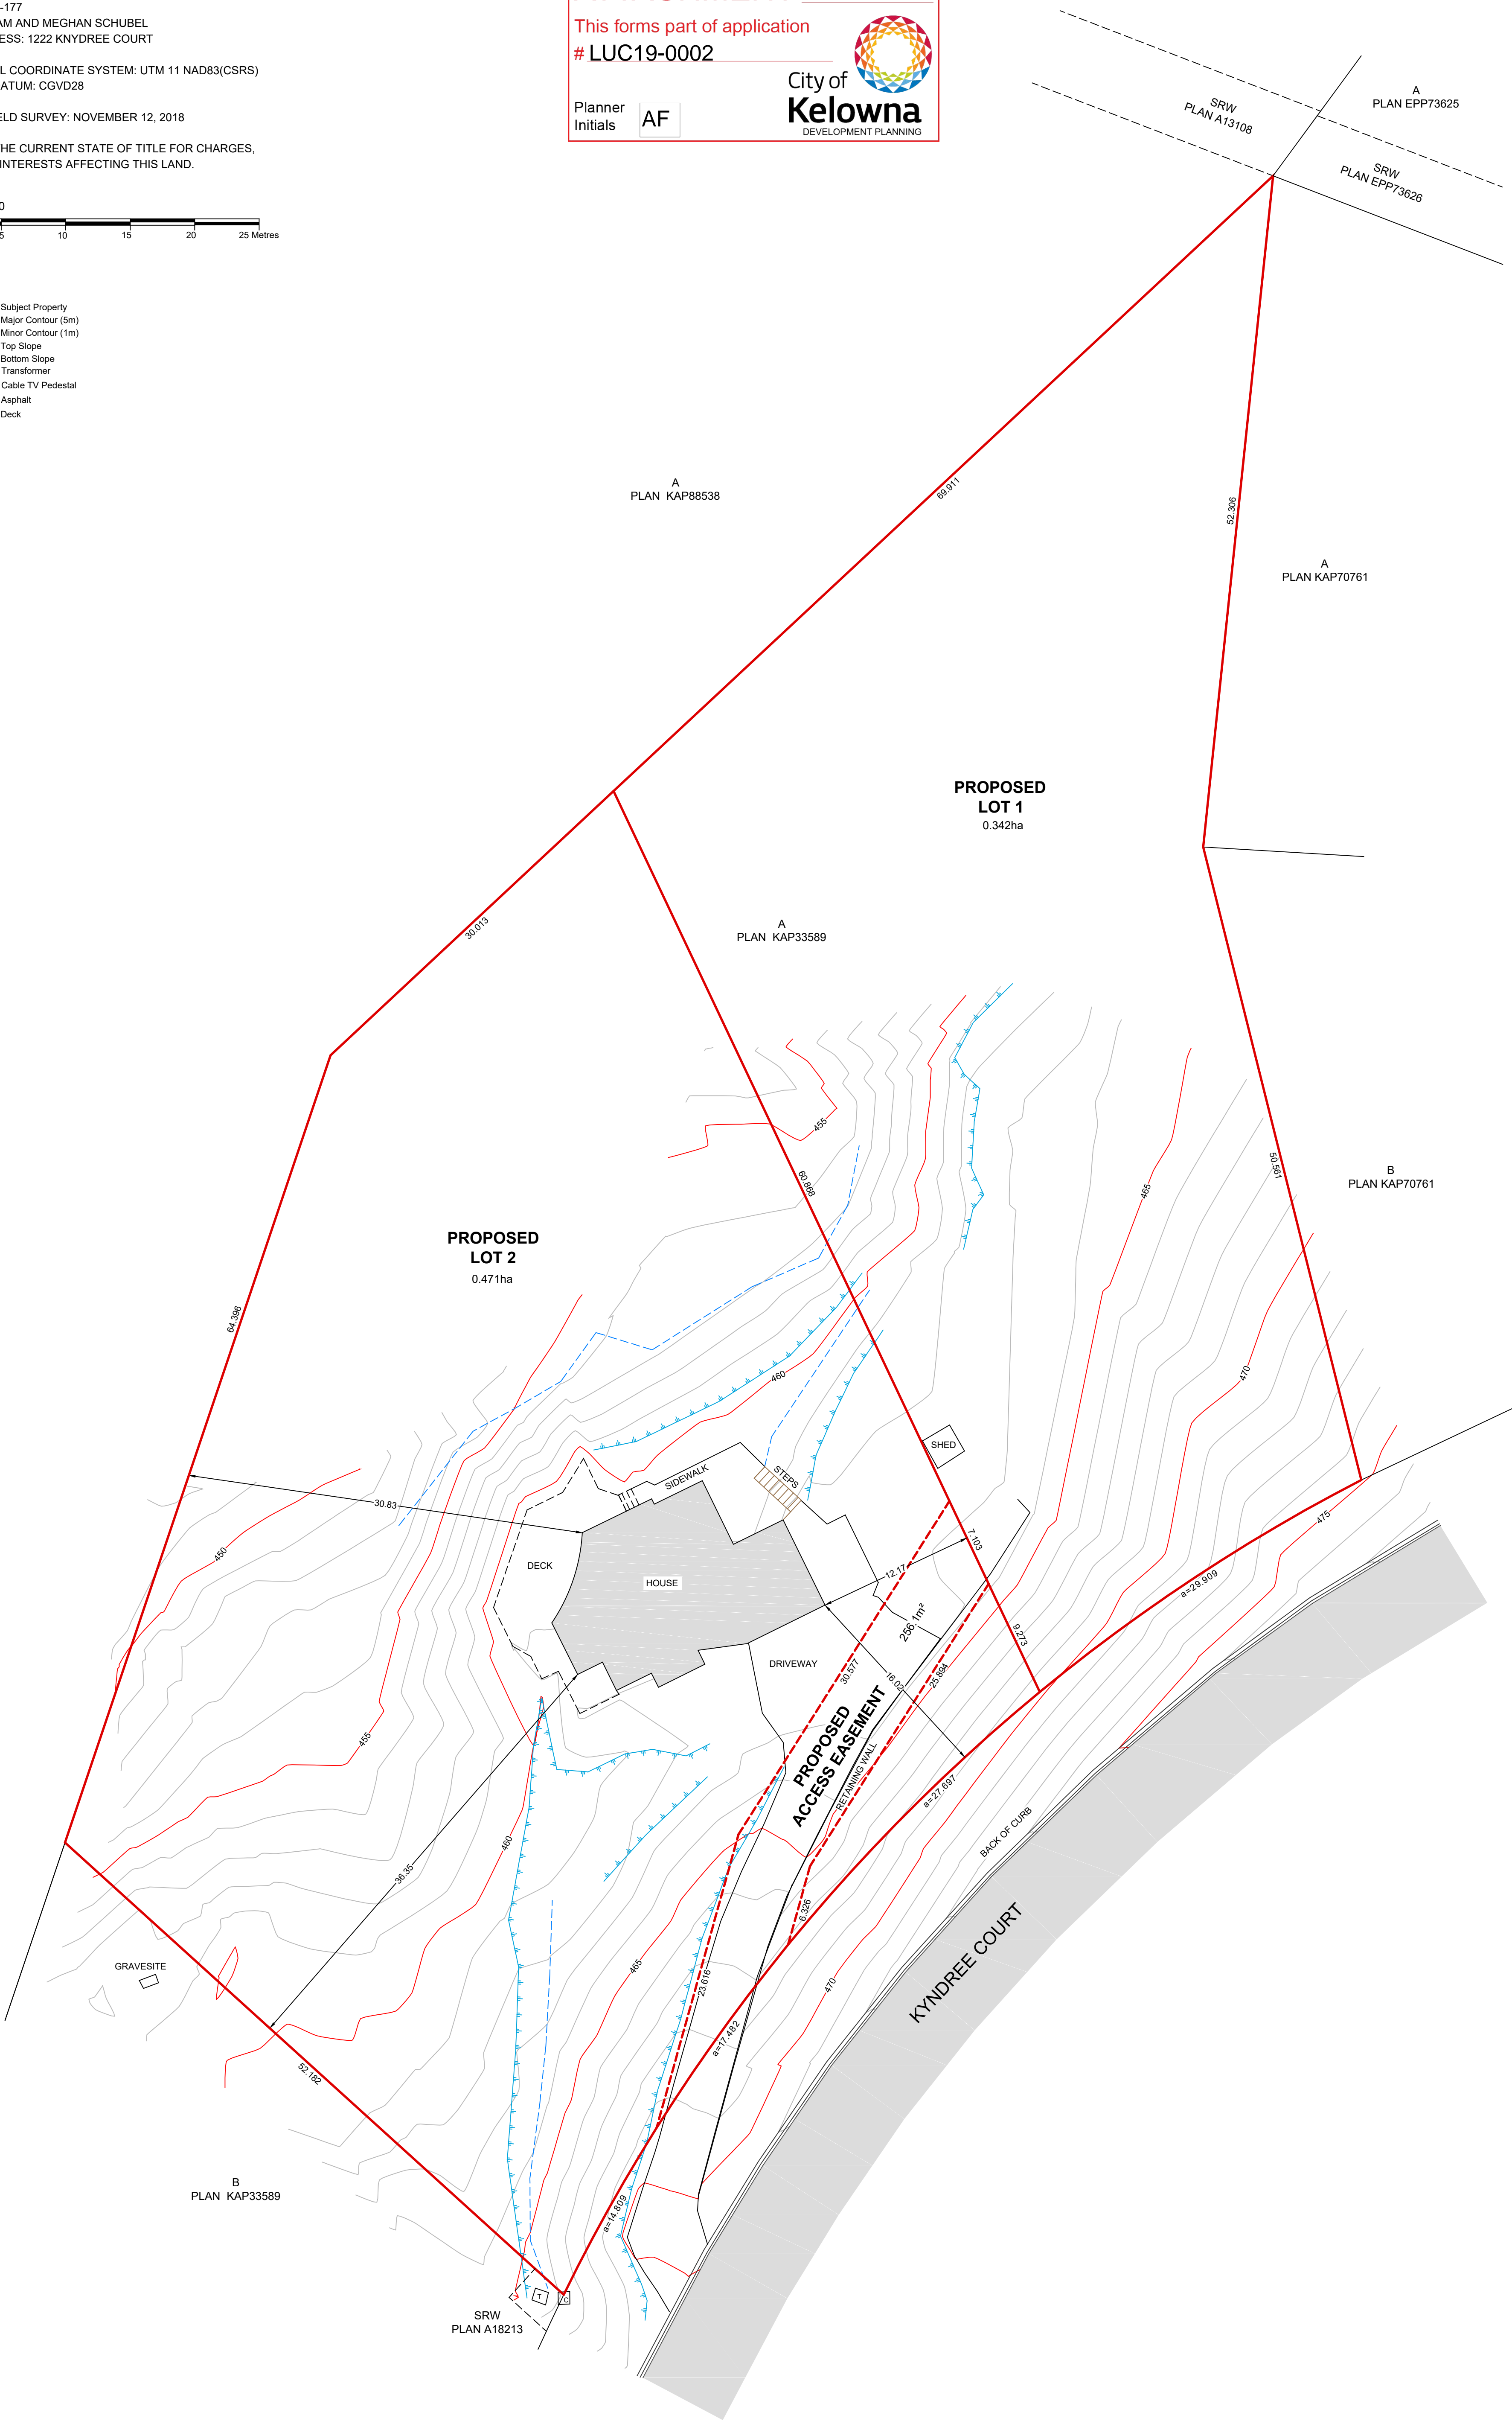 -177
AM AND MEGHAN SCHUBEL
ESS: 1222 KNYDREE COURT
L COORDINATE SYSTEM: UTM 11 NAD83(CSRS)
ATUM: CGVD28
ELD SURVEY: NOVEMBER 12, 2018
HE CURRENT STATE OF TITLE FOR CHARGES,
INTERESTS AFFECTING THIS LAND.
0
5 10 15 20 25 Metres
Subject Property
Major Contour (5m)
Minor Contour (1m)
Top Slope
Bottom Slope
Transformer
Cable TV Pedestal
Asphalt
Deck
This forms part of application
# LUC19-0002
City of
Kelowna
DEVELOPMENT PLANNING
Planner
Initials
AF
SRW
PLAN A13108
A
PLAN EPP73625
SRW
PLAN EPP73626
A
PLAN KAP88538
69.911
52.306
A
PLAN KAP70761
PROPOSED
LOT 1
0.342ha
30.013
A
PLAN KAP33589
455
60.868
465
50.561
B
PLAN KAP70761
PROPOSED
LOT 2
0.471ha
64.396
460
470
SHED
SIDEWALK
STEPS
30.83
475
450
DECK
HOUSE
7.103
12.17
a=29.909
256.1m²
9.273
DRIVEWAY
30.577
16.02
25.894
PROPOSED
ACCESS EASEMENT
RETAINING WALL
455
a=27.697
BACK OF CURB
460
36.35
6.326
KYNDREE COURT
GRAVESITE
465
23.616
470
a=17.482
52.182
B
PLAN KAP33589
a=14.809
T
C
SRW
PLAN A18213